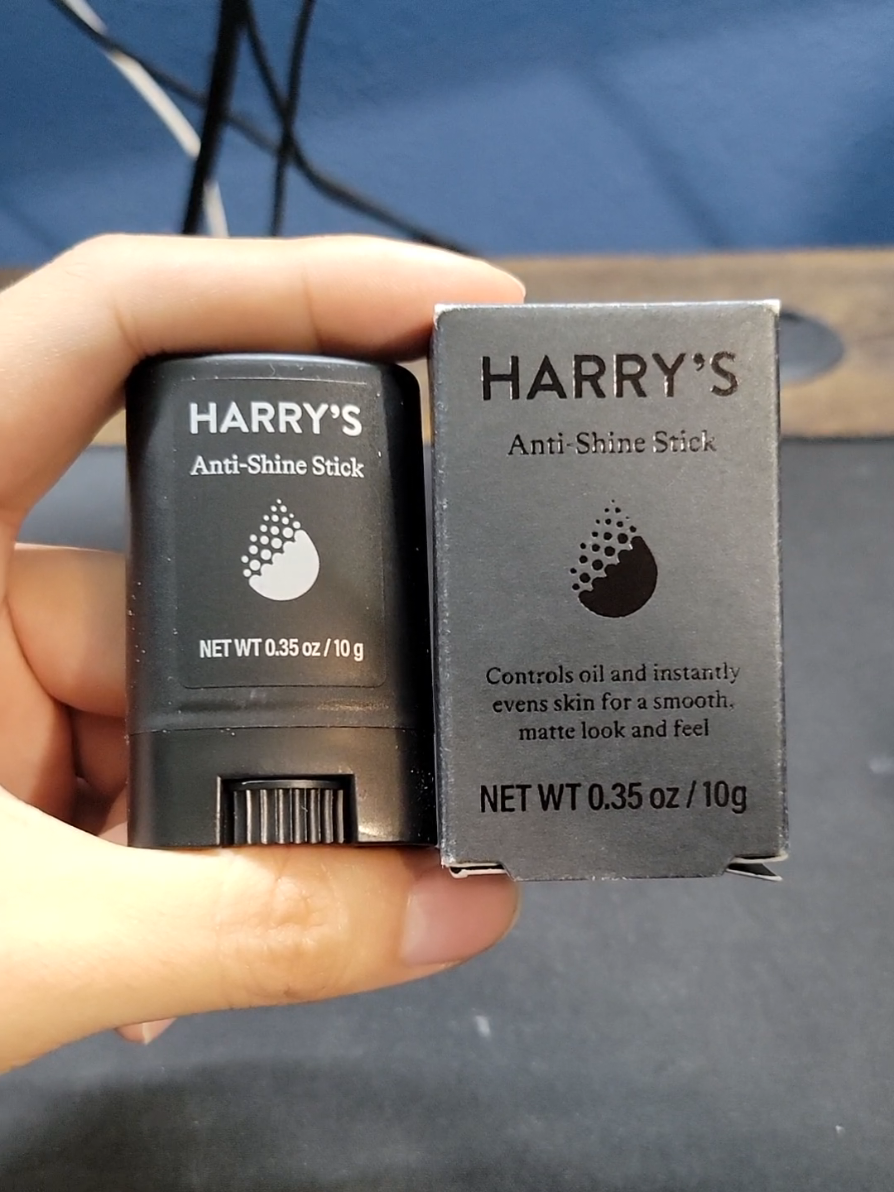 HARRY'S
Anti-Shine Stick
NET WT 0.35 oz / 10 g
HARRY'S
Anti-Shine Stick
Controls oil and instantly
evens skin for a smooth,
matte look and feel
NET WT 0.35 oz / 10g